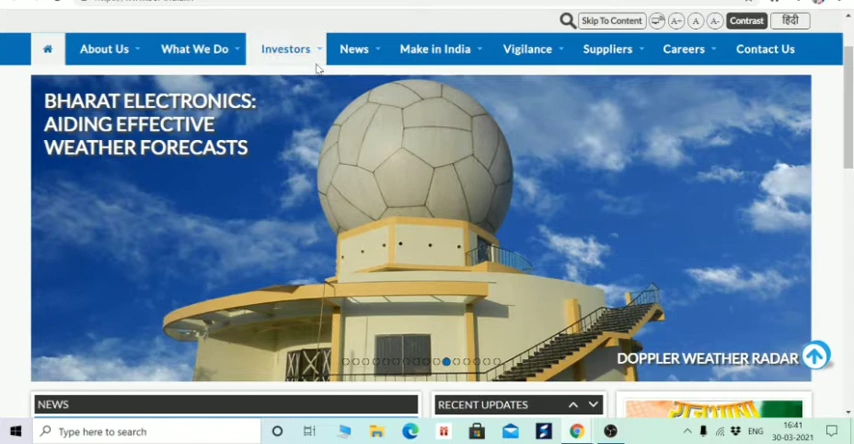 Skip To Content A+ A A- Contrast हिंदी
About Us What We Do Investors News Make in India Vigilance Suppliers Careers Contact Us
BHARAT ELECTRONICS:
AIDING EFFECTIVE
WEATHER FORECASTS
DOPPLER WEATHER RADAR
NEWS
RECENT UPDATES
Type here to search
ENG
16:41
30-03-2021